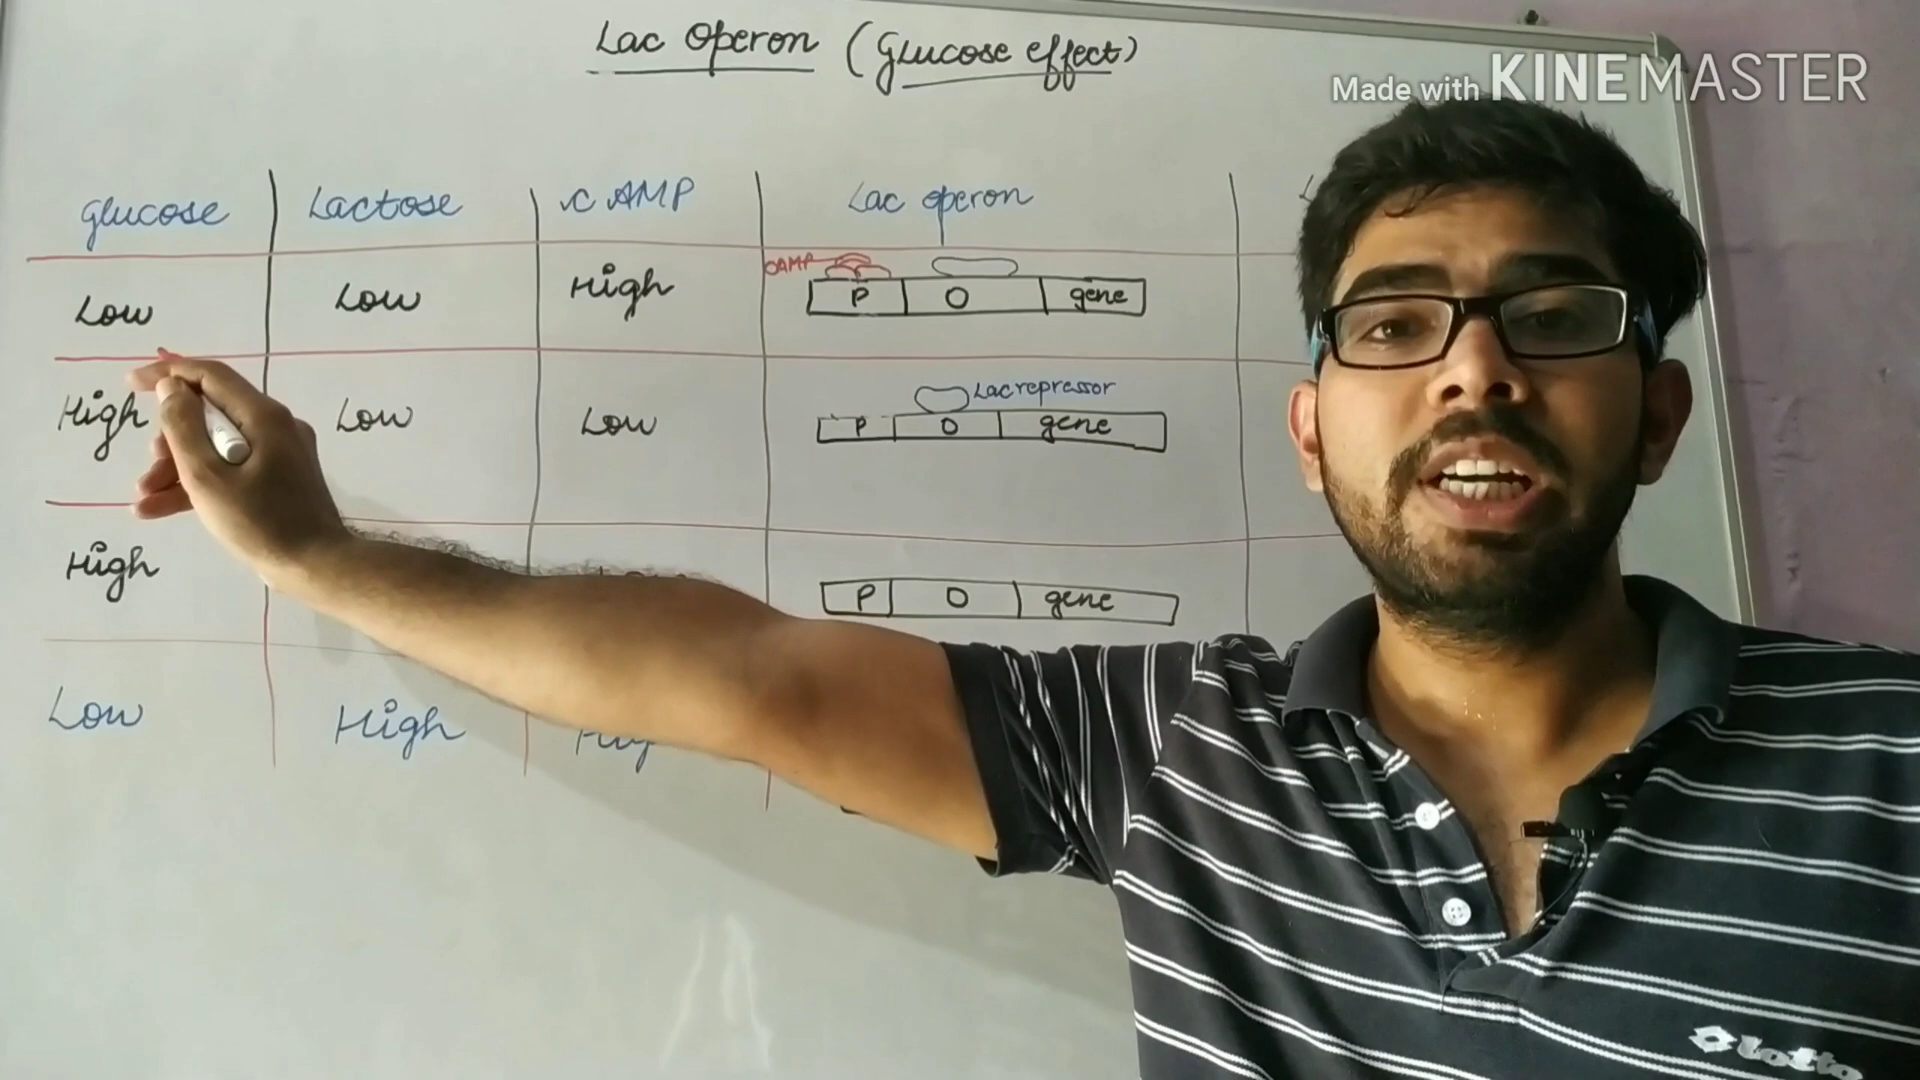 Lac Operon (Glucose effect)
Made with KINEMASTER
Glucose Lactose cAMP Lac operon
Low Low High
cAMP
P O gene
High Low Low
Lac repressor
P O gene
High
P O gene
Low High
lotto